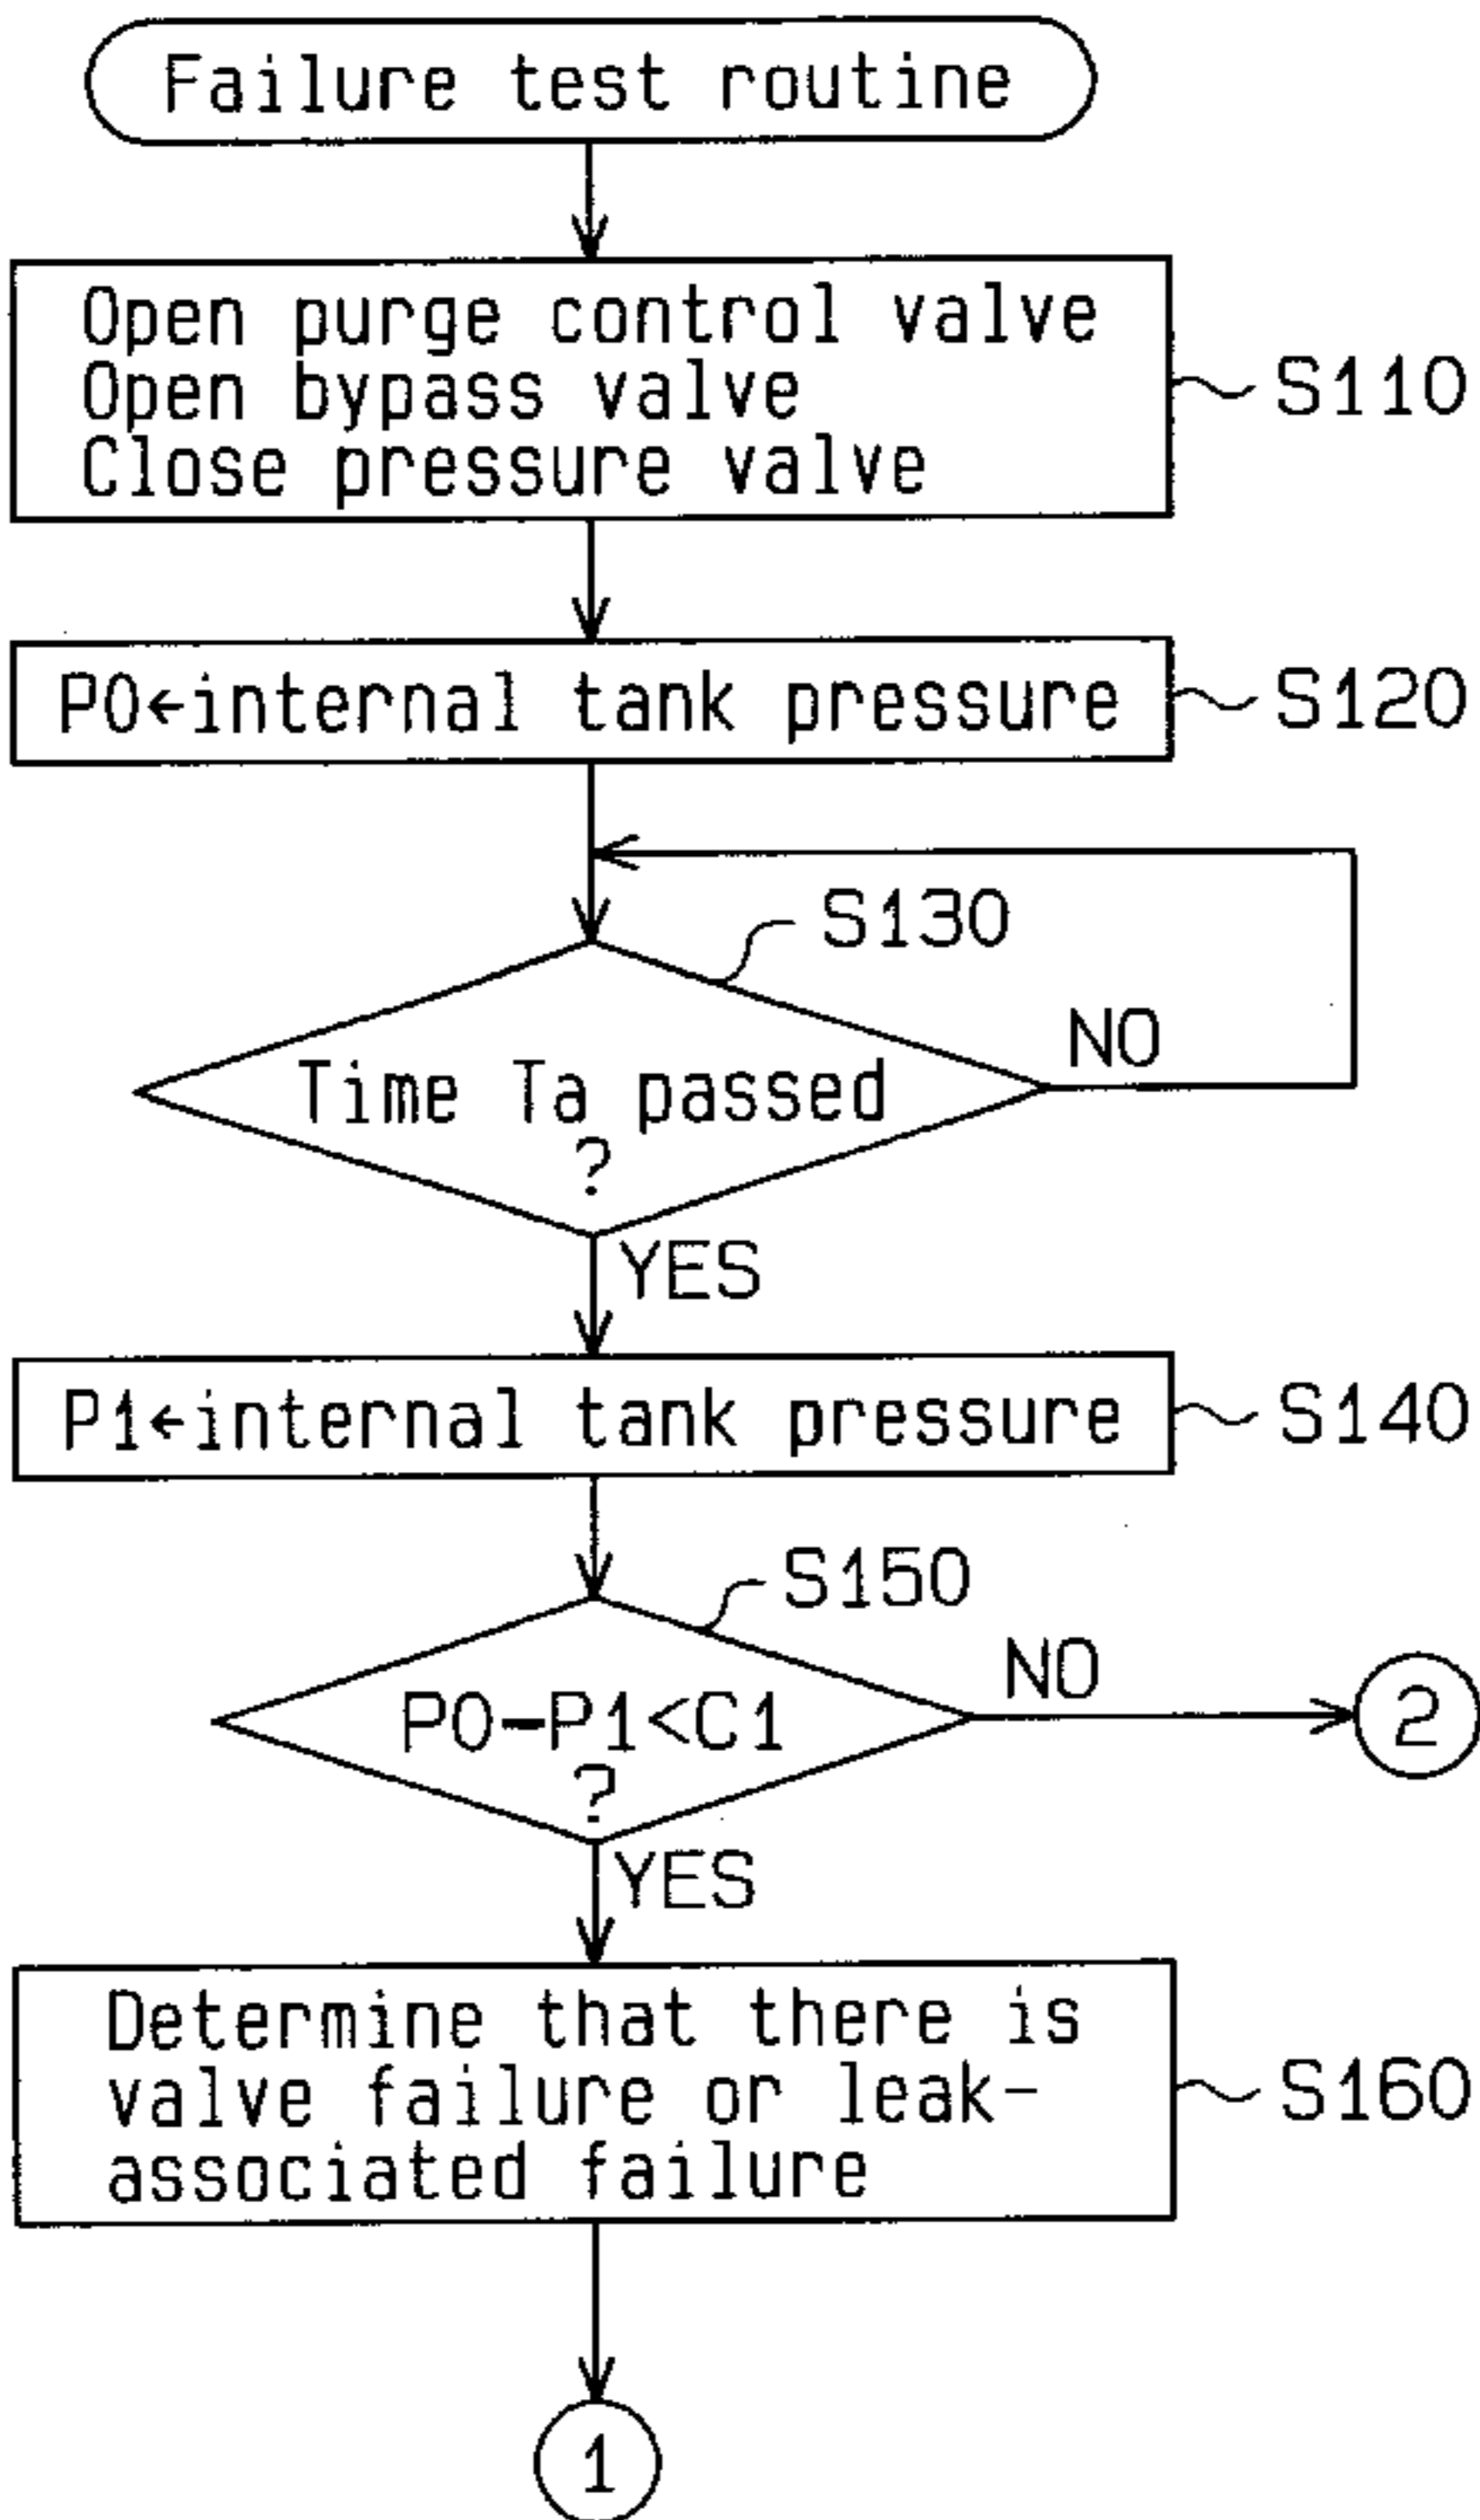 Failure test routine
Open purge control valve
Open bypass valve
Close pressure valve
S110
P0←internal tank pressure
S120
S130
Time Ta passed
?
NO
YES
P1←internal tank pressure
S140
S150
P0-P1<C1
?
NO
2
YES
Determine that there is
valve failure or leak-
associated failure
S160
1